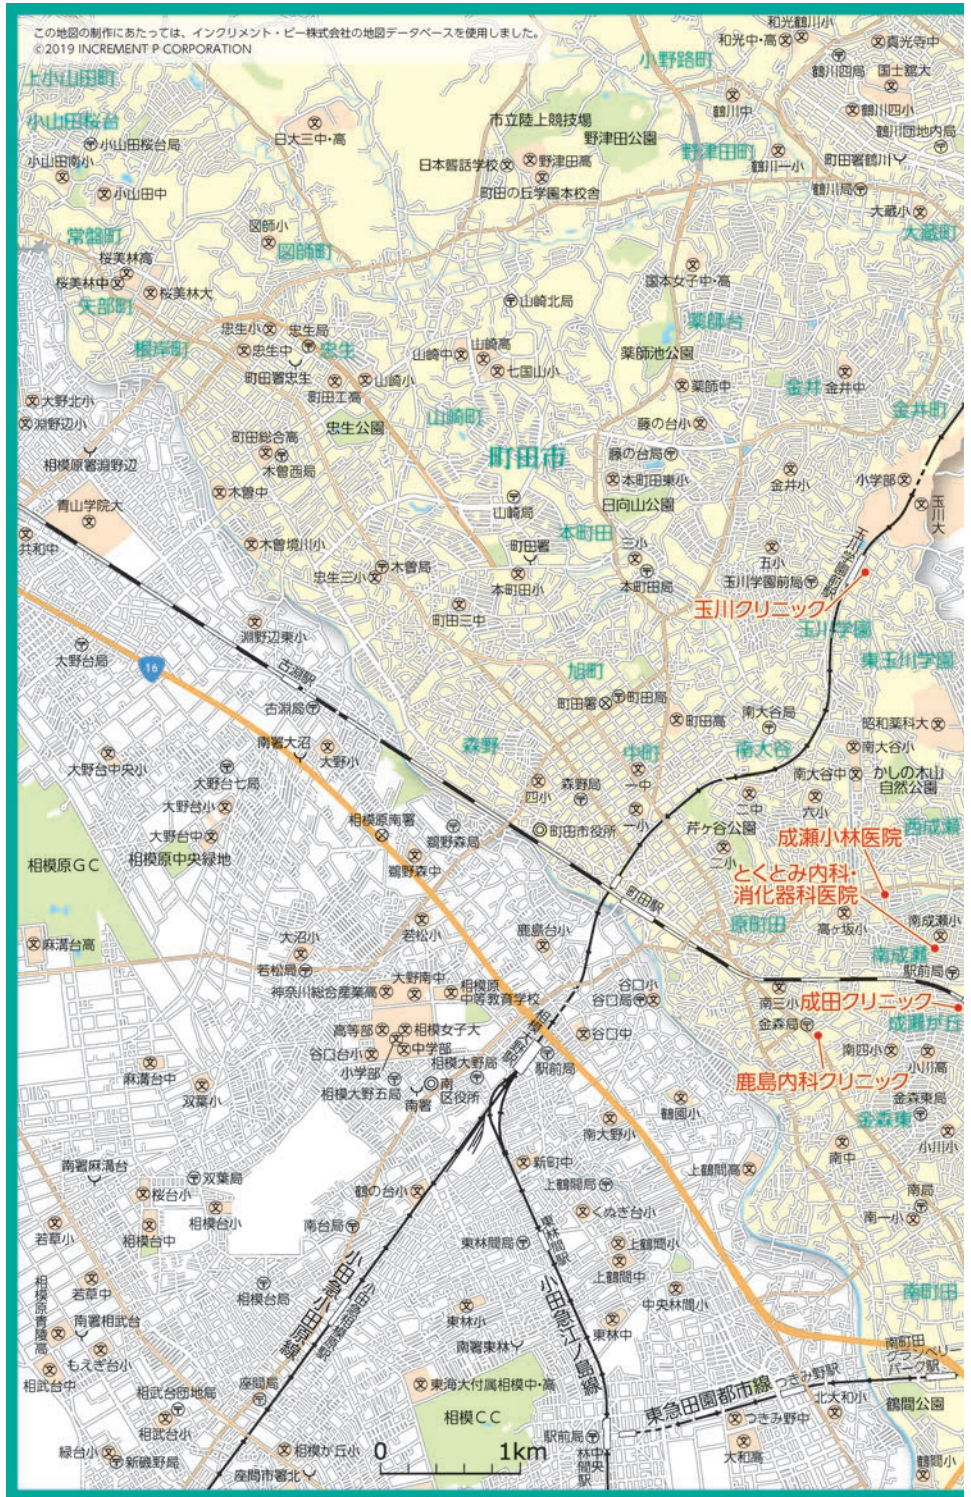 この地図の制作にあたっては、インクリメント・ピー株式会社の地図データベースを使用しました。
©2019 INCREMENT P CORPORATION
和光鶴川小
和光中・高
真光寺中
小野路町
鶴川四局
国士舘大
上小山田町
鶴川中
鶴川四小
小山田桜台
市立陸上競技場
鶴川団地内局
日大三中・高
野津田公園
小山田桜台局
野津田町
小山田南小
日本聾話学校
野津田高
鶴川一小
町田署鶴川
小山田中
町田の丘学園本校舎
鶴川局
図師小
大蔵小
常盤町
図師町
大蔵町
桜美林高
桜美林中
桜美林大
国本女子中・高
矢部町
山崎北局
薬師台
忠生小
忠生局
根岸町
忠生中
忠生
山崎中
山崎高
薬師池公園
町田署忠生
山崎小
七国山小
薬師中
金井
金井中
町田工高
大野北小
金井町
淵野辺小
山崎町
藤の台小
町田総合高
忠生公園
町田市
藤の台局
相模原署淵野辺
木曽西局
本町田東小
金井小
小学部
木曽中
玉川大
青山学院大
山崎局
日向山公園
本町田
共和中
木曽境川小
町田署
三小
五小
玉川学園前駅
忠生三小
木曽局
本町田小
本町田局
玉川学園前局
町田三中
玉川クリニック
淵野辺東小
玉川学園
大野台局
16
古淵駅
旭町
東玉川学園
古淵局
町田署
町田局
南大谷局
町田高
昭和薬科大
南署大沼
森野
中町
南大谷
南大谷小
大野台中央小
大野小
大野台七局
四小
森野局
一中
南大谷中
かしの木山
自然公園
大野台小
二中
六小
相模原南署
鵜野森局
町田市役所
一小
芹ヶ谷公園
西成瀬
大野台中
相模原GC
相模原中央緑地
鵜野森中
二小
成瀬小林医院
とくとみ内科・
消化器科医院
町田駅
若松小
原町田
高ヶ坂小
南成瀬小
麻溝台高
大沼小
鹿島台小
南成瀬
若松局
駅前局
大野南中
神奈川総合産業高
相模原
中等教育学校
谷口小
谷口局
南三小
成田クリニック
高等部
相模女子大
相模大野駅
金森局
成瀬が丘
谷口台小
中学部
谷口中
南四小
小学部
相模大野局
駅前局
小川高
麻溝台中
相模大野五局
鹿島内科クリニック
双葉小
南署
南
区役所
鶴園小
金森東局
金森東
南大野小
小川小
南署麻溝台
新町中
南中
双葉局
上鶴間高
桜台小
鶴の台小
上鶴間局
南局
相模台小
くぬぎ台小
南一小
若草小
相模台中
南台局
東林間局
東林間駅
上鶴間小
小田急小田原線
小田急相模原駅
小田急江ノ島線
上鶴間中
相模原青陵高
若草中
相模台局
中央林間小
南町田
南署相武台
東林小
東林中
南町田
グランベリー
パーク駅
もえぎ台小
南署東林
相武台中
座間局
東海大付属相模中・高
つきみ野駅
相武台団地局
東急田園都市線
北大和小
鶴間公園
相武台小
相模CC
つきみ野中
緑台小
相模が丘小
0 1km
駅前局
中央林間駅
新磯野局
座間市署北
大和高
鶴間小